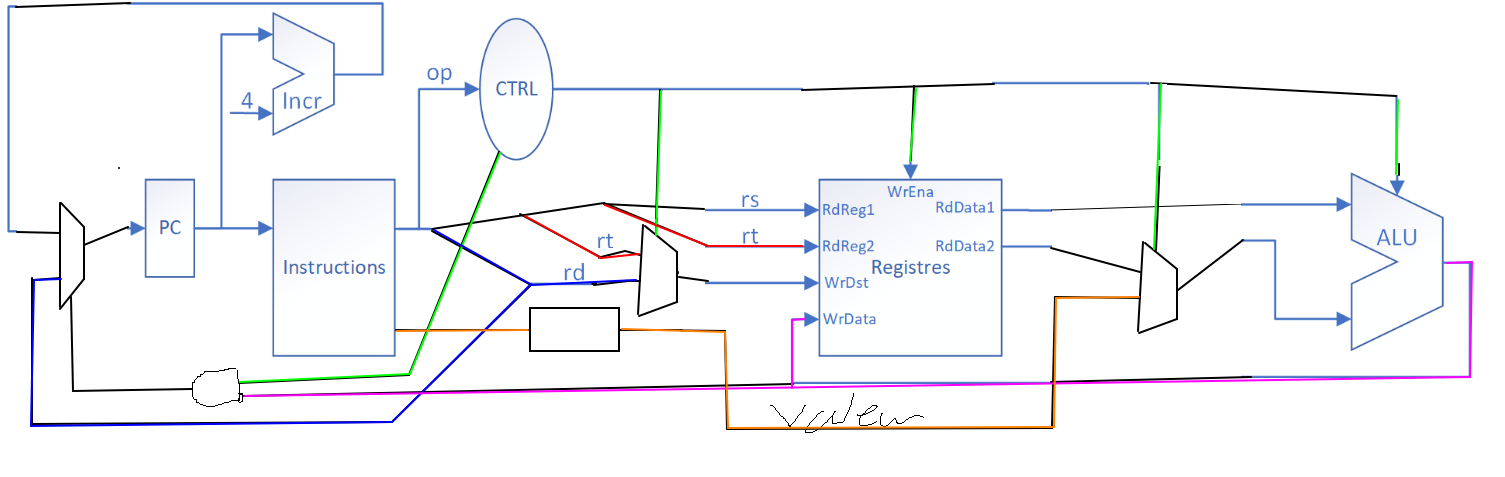 op
CTRL
4
Incr
PC
Instructions
rs
rt
rt
rd
WrEna
RdReg1
RdData1
RdReg2
RdData2
Registres
WrDst
WrData
ALU